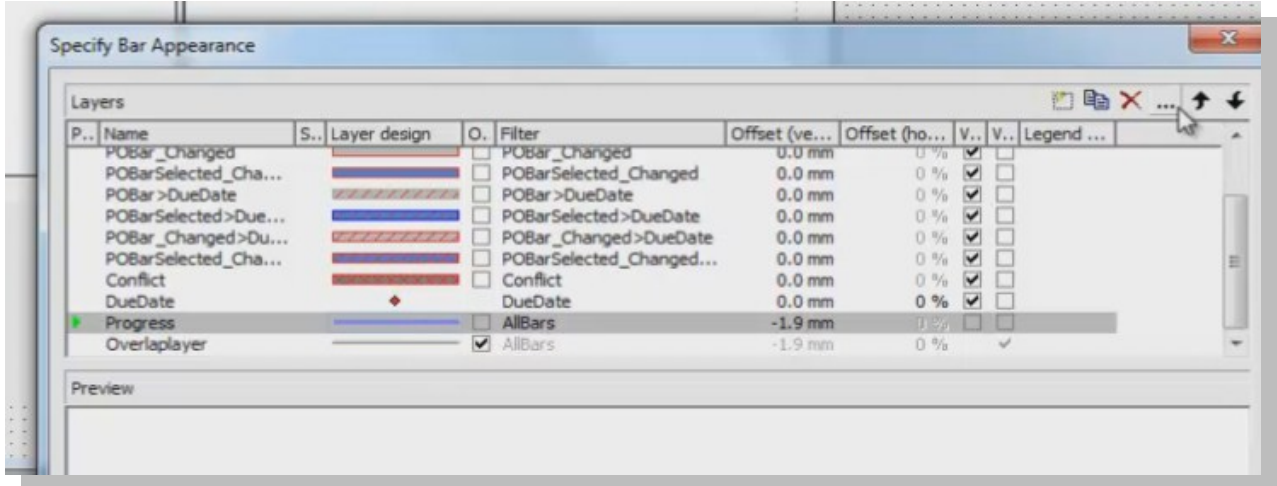 Specify Bar Appearance
Layers
...
P.. Name S.. Layer design O. Filter Offset (ve... Offset (ho... V.. V.. Legend ...
POBar_Changed POBar_Changed 0.0 mm 0 %
POBarSelected_Cha... POBarSelected_Changed 0.0 mm 0 %
POBar>DueDate POBar>DueDate 0.0 mm 0 %
POBarSelected>Due... POBarSelected>DueDate 0.0 mm 0 %
POBar_Changed>Du... POBar_Changed>DueDate 0.0 mm 0 %
POBarSelected_Cha... POBarSelected_Changed... 0.0 mm 0 %
Conflict Conflict 0.0 mm 0 %
DueDate DueDate 0.0 mm 0 %
Progress AllBars -1.9 mm 0 %
Overlaplayer AllBars -1.9 mm 0 %
Preview